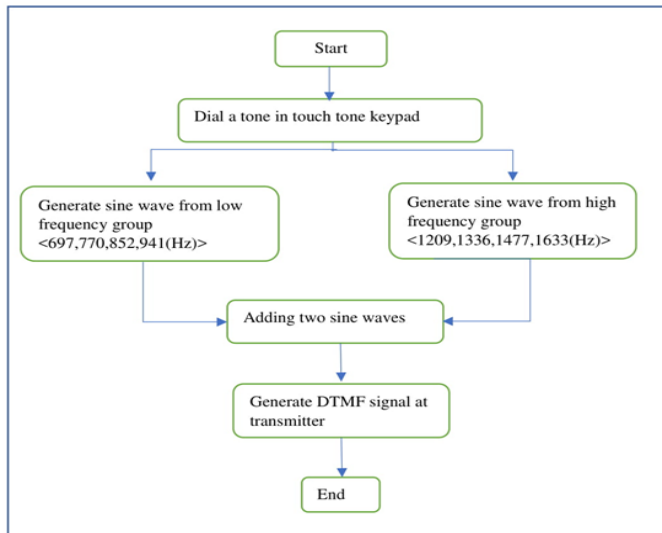 Start
Dial a tone in touch tone keypad
Generate sine wave from low
frequency group
<697,770,852,941(Hz)>
Generate sine wave from high
frequency group
<1209,1336,1477,1633(Hz)>
Adding two sine waves
Generate DTMF signal at
transmitter
End